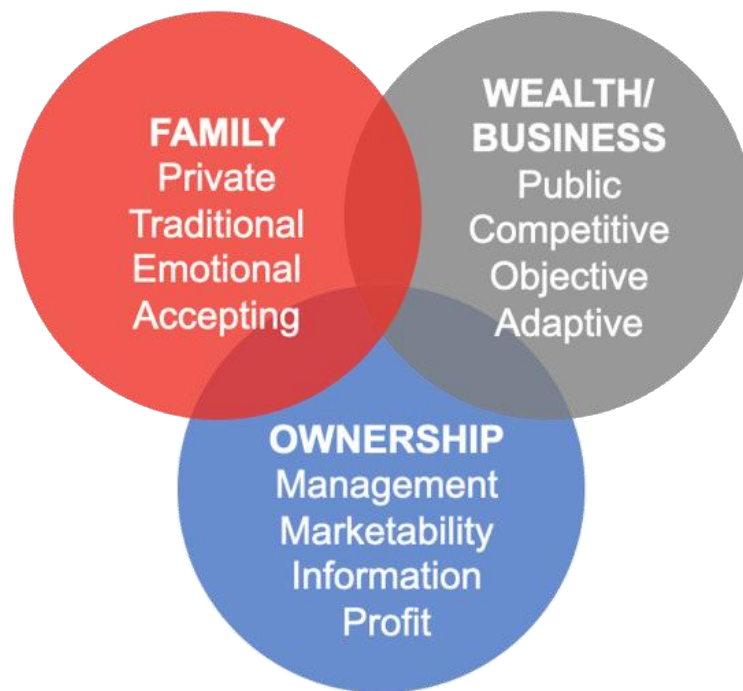 FAMILY
Private
Traditional
Emotional
Accepting
WEALTH/
BUSINESS
Public
Competitive
Objective
Adaptive
OWNERSHIP
Management
Marketability
Information
Profit